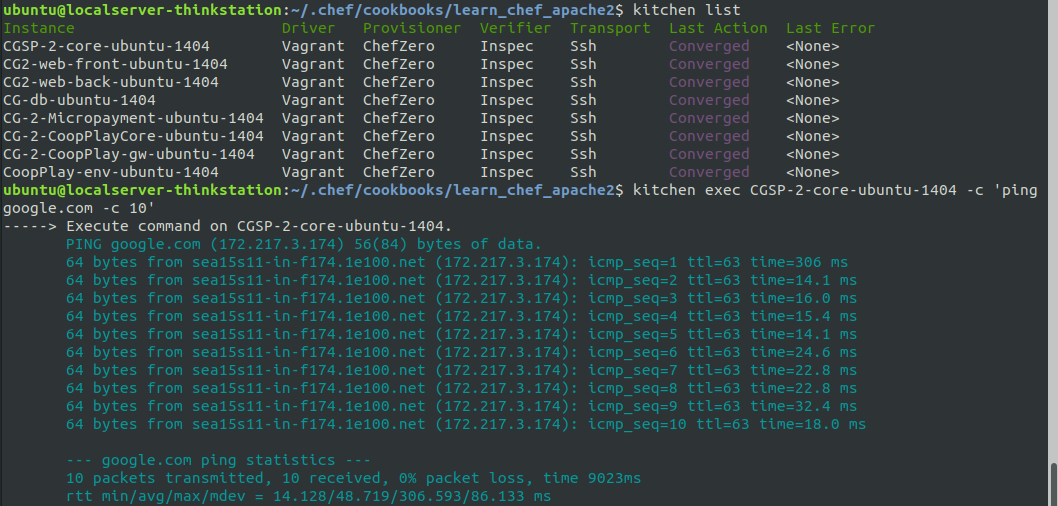 ubuntu@localserver-thinkstation:~/.chef/cookbooks/learn_chef_apache2$ kitchen list
Instance                       Driver   Provisioner  Verifier  Transport  Last Action  Last Error
CGSP-2-core-ubuntu-1404        Vagrant  ChefZero     Inspec    Ssh        Converged    <None>
CG2-web-front-ubuntu-1404      Vagrant  ChefZero     Inspec    Ssh        Converged    <None>
CG2-web-back-ubuntu-1404       Vagrant  ChefZero     Inspec    Ssh        Converged    <None>
CG-db-ubuntu-1404              Vagrant  ChefZero     Inspec    Ssh        Converged    <None>
CG-2-Micropayment-ubuntu-1404  Vagrant  ChefZero     Inspec    Ssh        Converged    <None>
CG-2-CoopPlayCore-ubuntu-1404  Vagrant  ChefZero     Inspec    Ssh        Converged    <None>
CG-2-CoopPlay-gw-ubuntu-1404   Vagrant  ChefZero     Inspec    Ssh        Converged    <None>
CoopPlay-env-ubuntu-1404       Vagrant  ChefZero     Inspec    Ssh        Converged    <None>
ubuntu@localserver-thinkstation:~/.chef/cookbooks/learn_chef_apache2$ kitchen exec CGSP-2-core-ubuntu-1404 -c 'ping
google.com -c 10'
-----> Execute command on CGSP-2-core-ubuntu-1404.
       PING google.com (172.217.3.174) 56(84) bytes of data.
       64 bytes from sea15s11-in-f174.1e100.net (172.217.3.174): icmp_seq=1 ttl=63 time=306 ms
       64 bytes from sea15s11-in-f174.1e100.net (172.217.3.174): icmp_seq=2 ttl=63 time=14.1 ms
       64 bytes from sea15s11-in-f174.1e100.net (172.217.3.174): icmp_seq=3 ttl=63 time=16.0 ms
       64 bytes from sea15s11-in-f174.1e100.net (172.217.3.174): icmp_seq=4 ttl=63 time=15.4 ms
       64 bytes from sea15s11-in-f174.1e100.net (172.217.3.174): icmp_seq=5 ttl=63 time=14.1 ms
       64 bytes from sea15s11-in-f174.1e100.net (172.217.3.174): icmp_seq=6 ttl=63 time=24.6 ms
       64 bytes from sea15s11-in-f174.1e100.net (172.217.3.174): icmp_seq=7 ttl=63 time=22.8 ms
       64 bytes from sea15s11-in-f174.1e100.net (172.217.3.174): icmp_seq=8 ttl=63 time=22.8 ms
       64 bytes from sea15s11-in-f174.1e100.net (172.217.3.174): icmp_seq=9 ttl=63 time=32.4 ms
       64 bytes from sea15s11-in-f174.1e100.net (172.217.3.174): icmp_seq=10 ttl=63 time=18.0 ms

       --- google.com ping statistics ---
       10 packets transmitted, 10 received, 0% packet loss, time 9023ms
       rtt min/avg/max/mdev = 14.128/48.719/306.593/86.133 ms